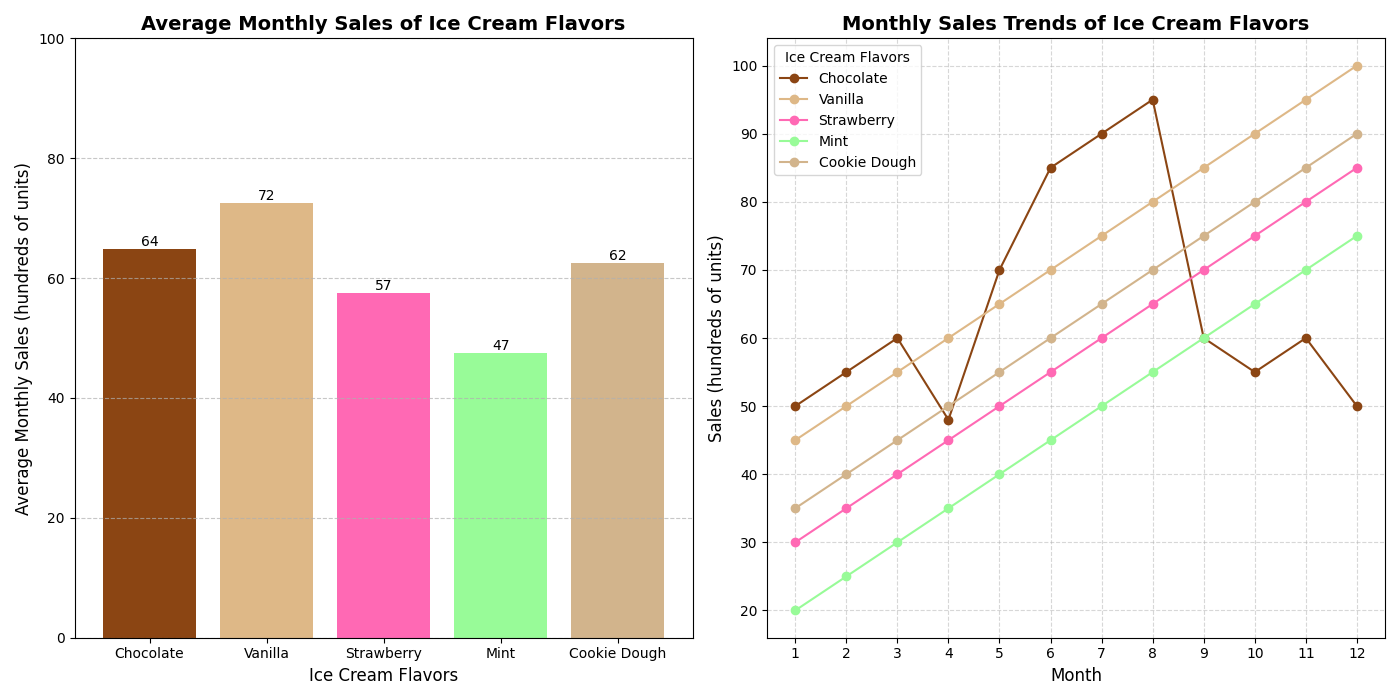 Average Monthly Sales of Ice Cream Flavors
Average Monthly Sales (hundreds of units)
100
80
60
40
20
0
64
72
57
47
62
Chocolate
Vanilla
Strawberry
Mint
Cookie Dough
Ice Cream Flavors
Monthly Sales Trends of Ice Cream Flavors
Ice Cream Flavors
Chocolate
Vanilla
Strawberry
Mint
Cookie Dough
Sales (hundreds of units)
100
90
80
70
60
50
40
30
20
1 2 3 4 5 6 7 8 9 10 11 12
Month